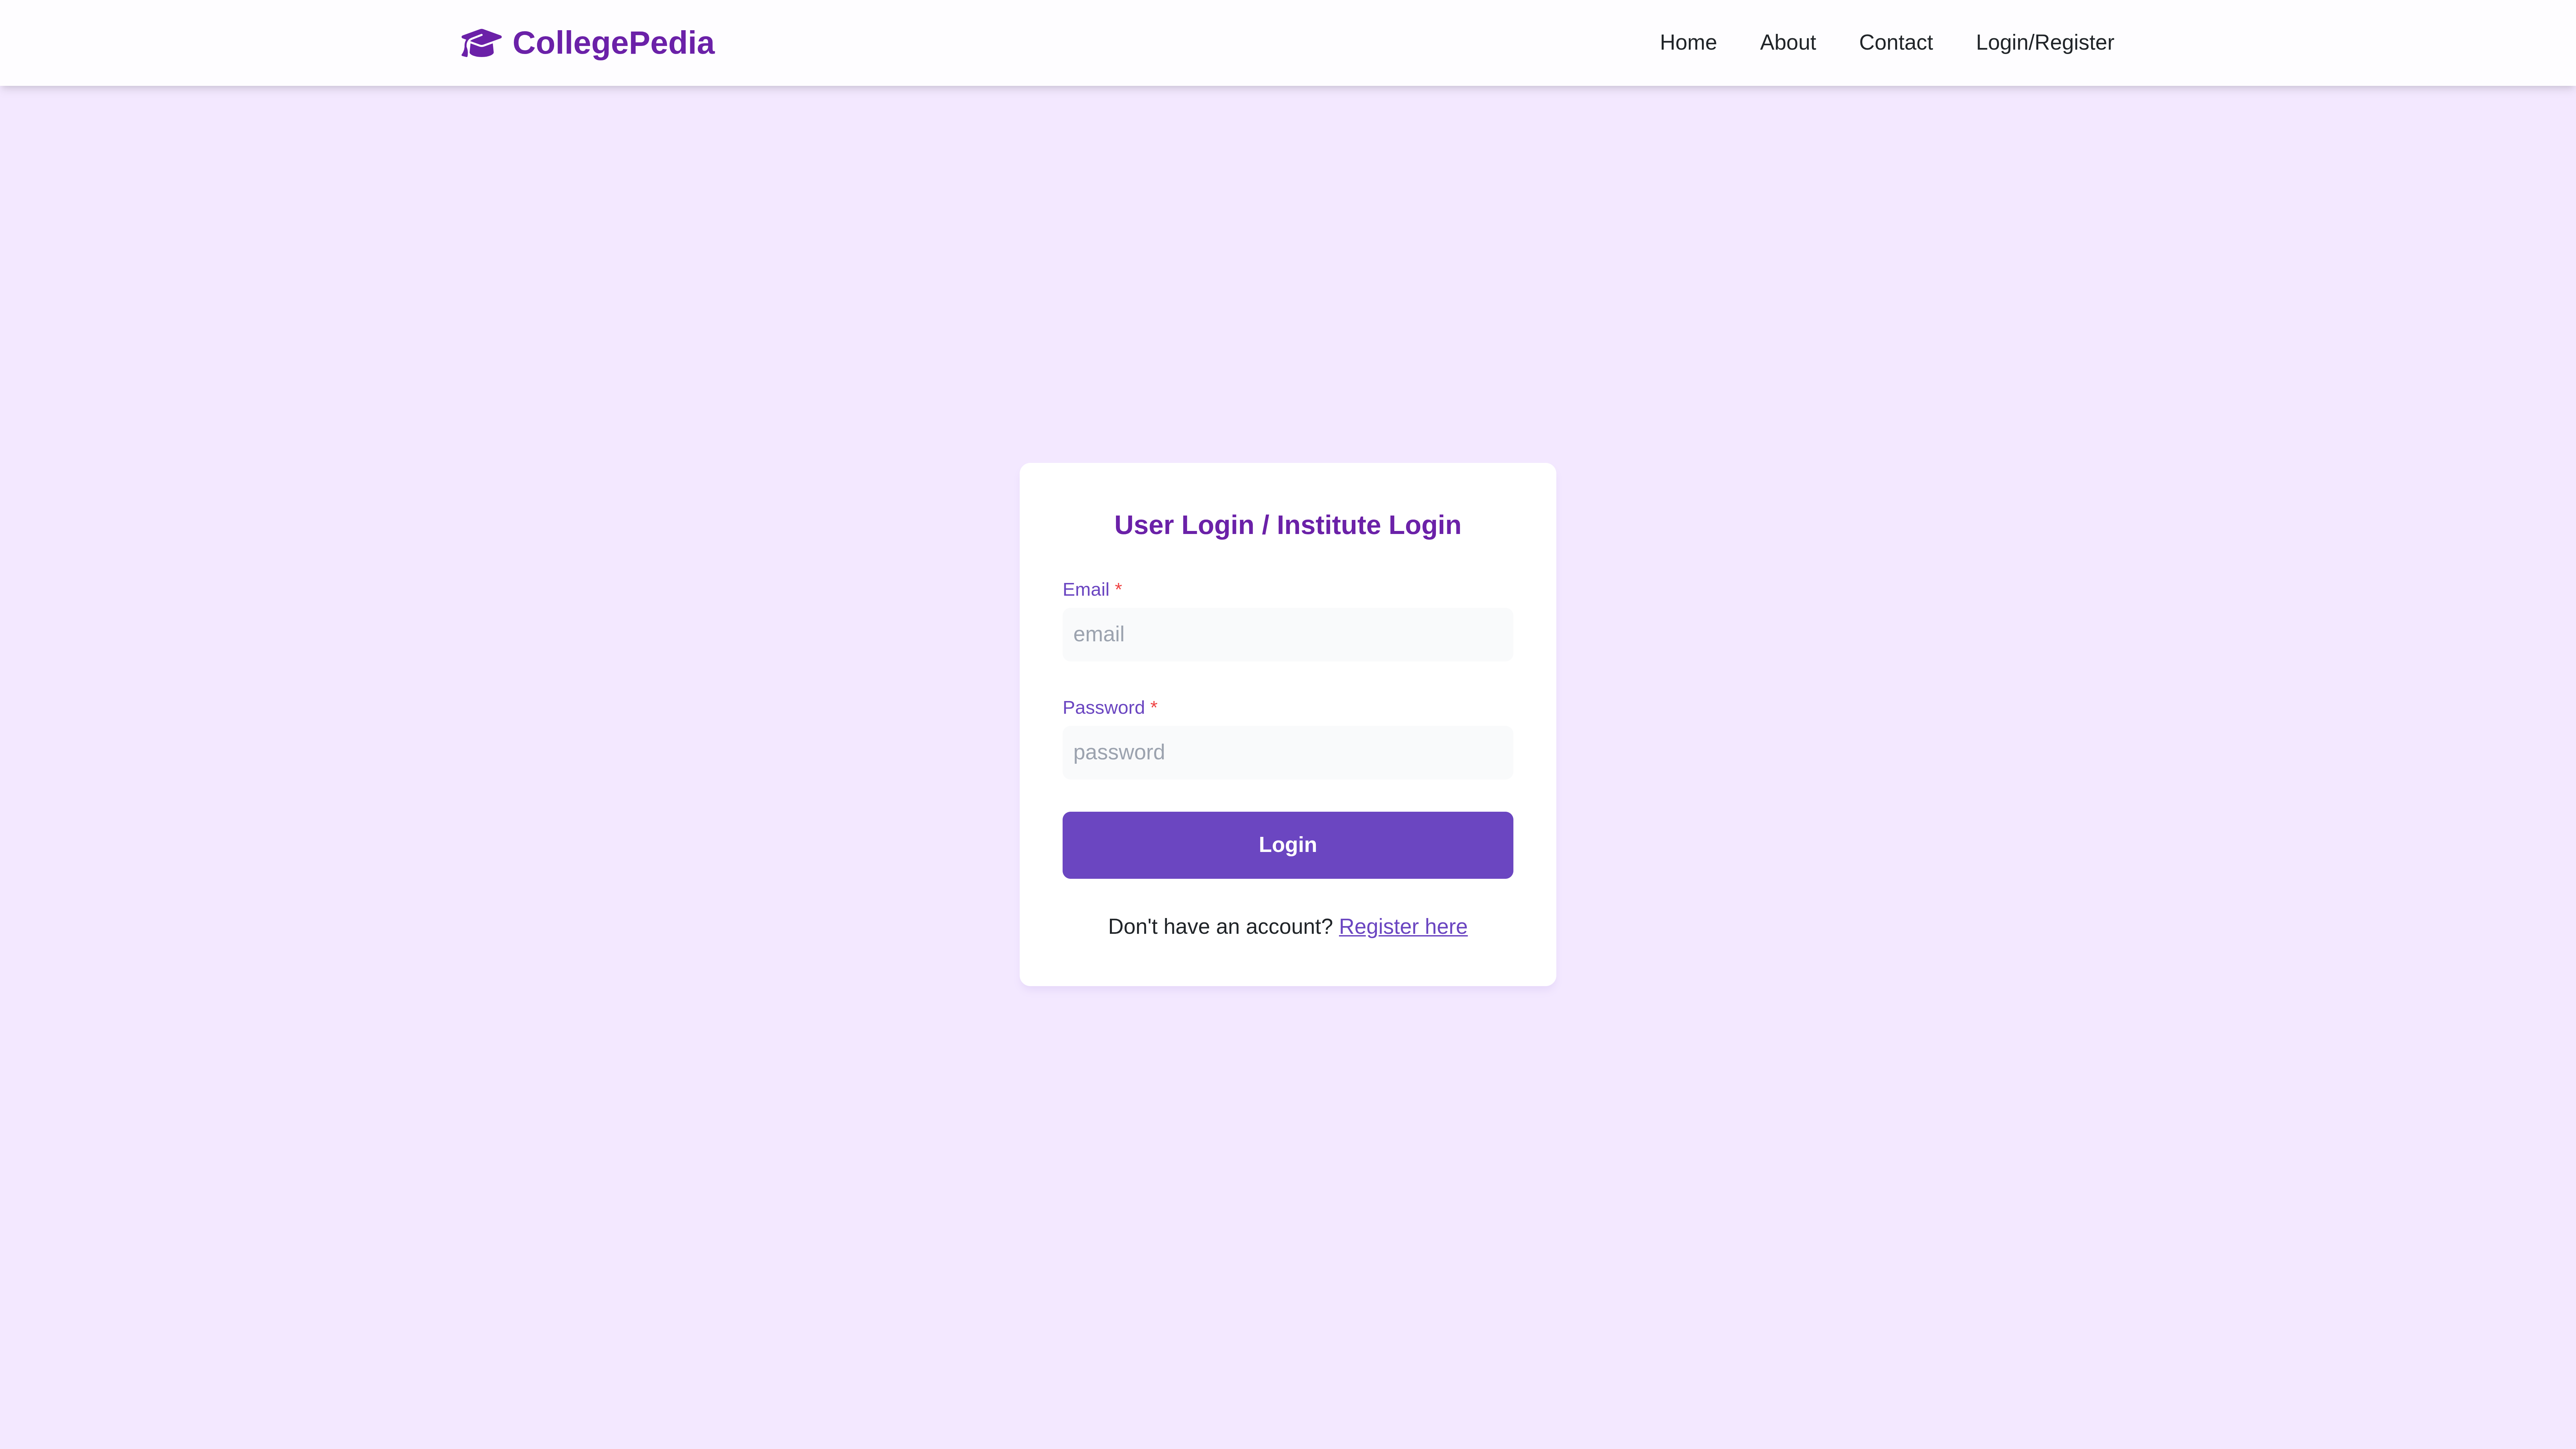 CollegePedia
Home About Contact Login/Register
User Login / Institute Login
Email *
email
Password *
password
Login
Don't have an account? Register here